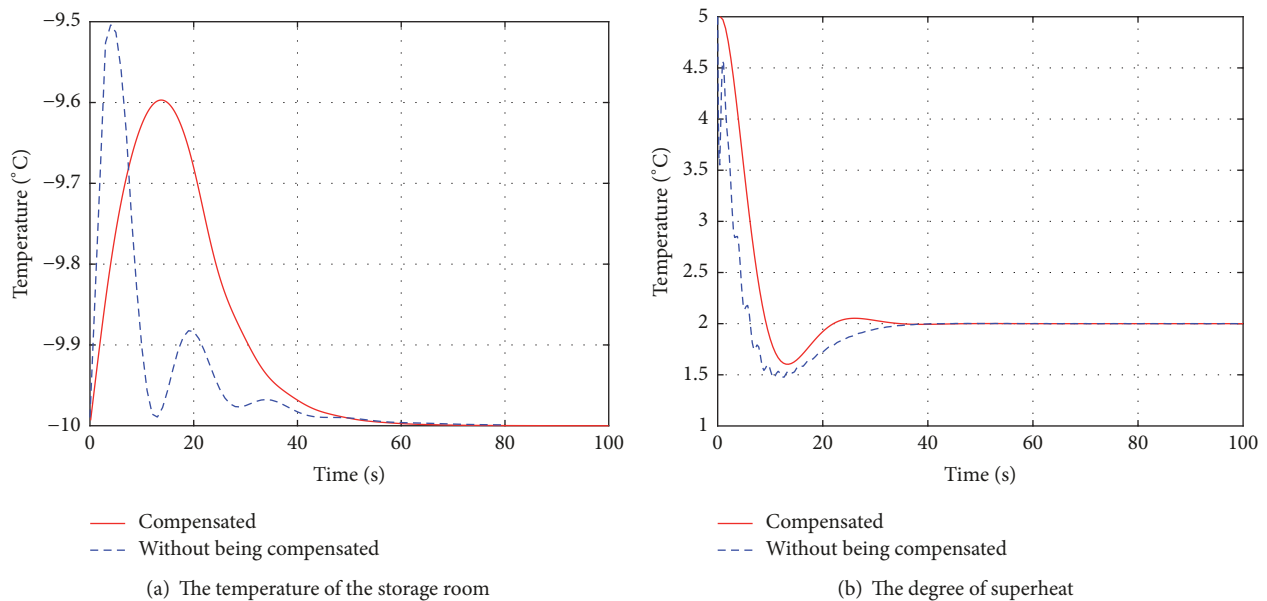 −9.5
−9.6
−9.7
−9.8
−9.9
−10
Temperature (°C)
0
20
40
60
80
100
Time (s)
Compensated
Without being compensated
(a) The temperature of the storage room
5
4.5
4
3.5
3
2.5
2
1.5
1
Temperature (°C)
0
20
40
60
80
100
Time (s)
Compensated
Without being compensated
(b) The degree of superheat